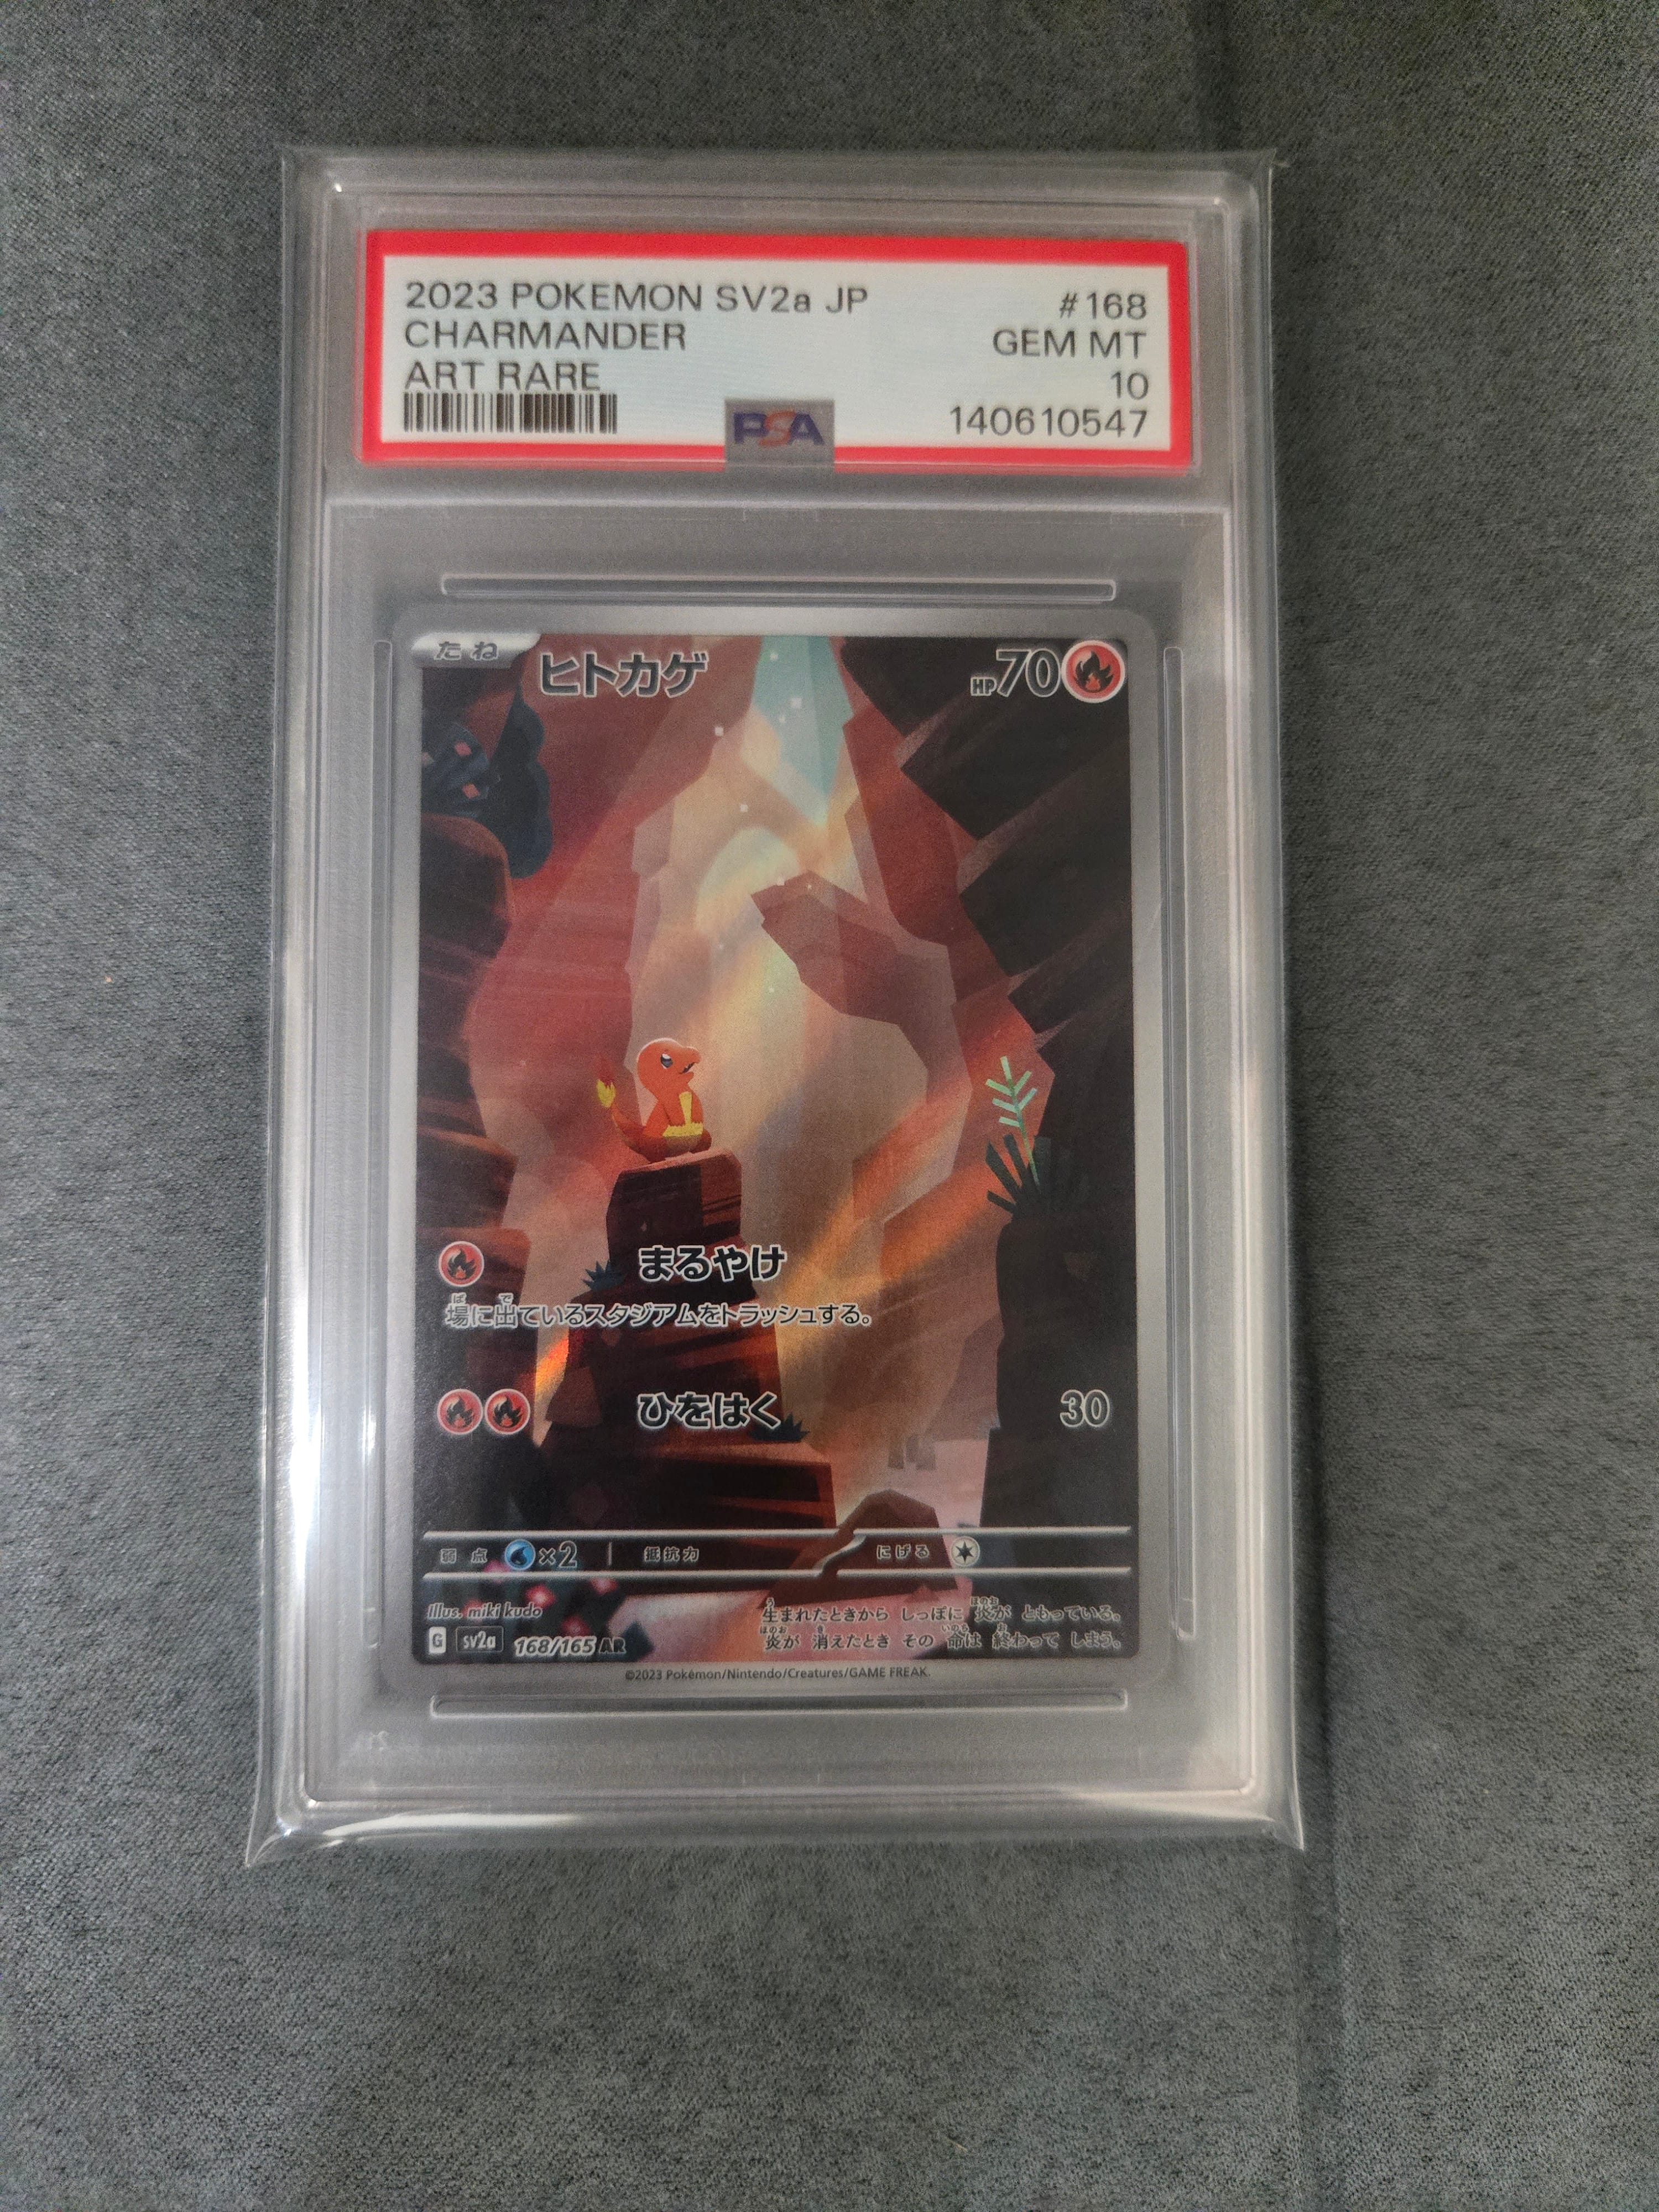 2023 POKEMON SV2a JP #168
CHARMANDER GEM MT
ART RARE 10
PSA 140610547
たね ヒトカゲ HP70
まるやけ
場に出ているスタジアムをトラッシュする。
ひをはく 30
弱点 ×2 抵抗力 にげる
Illus. miki kudo
生まれたときから しっぽに 炎が ともっている。
炎が 消えたとき その 命は 終わって しまう。
G sv2a 168/165 AR
©2023 Pokémon/Nintendo/Creatures/GAME FREAK.